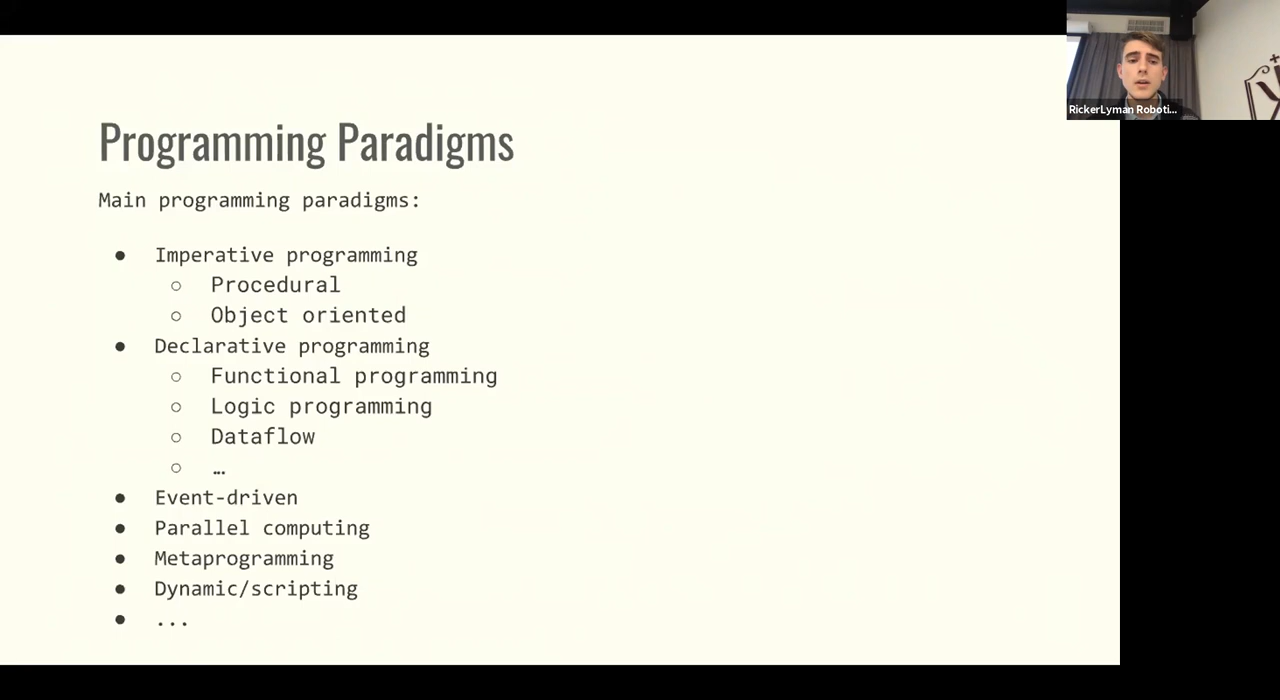 RickerLyman Roboti...
Programming Paradigms
Main programming paradigms:
● Imperative programming
○ Procedural
○ Object oriented
● Declarative programming
○ Functional programming
○ Logic programming
○ Dataflow
○ …
● Event-driven
● Parallel computing
● Metaprogramming
● Dynamic/scripting
● ...